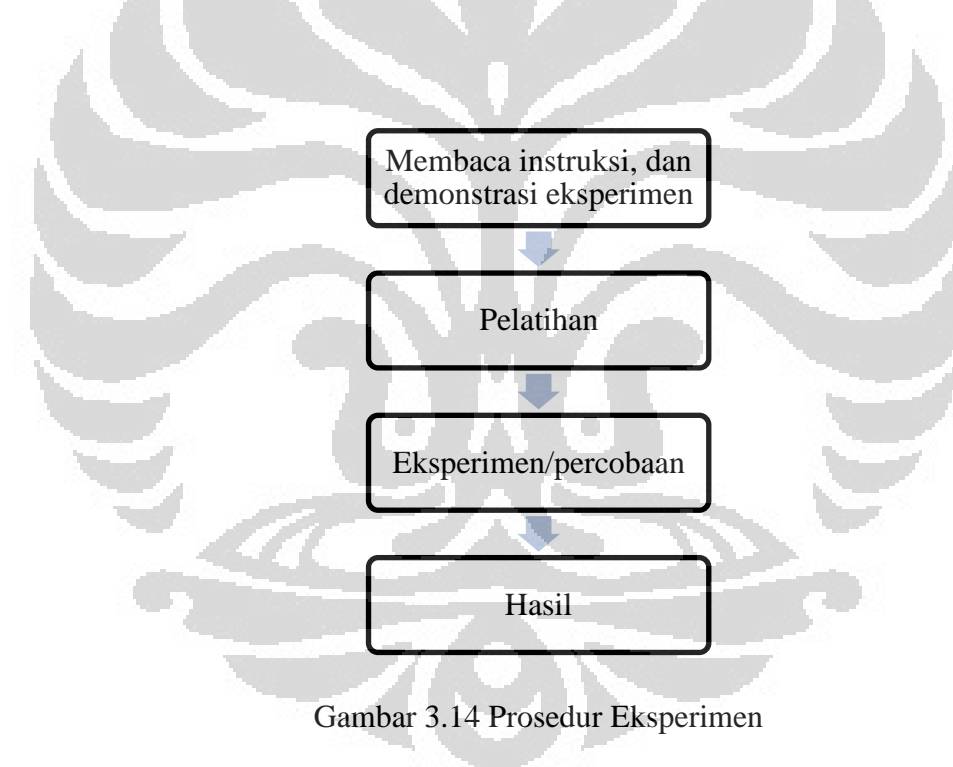 Membaca instruksi, dan
demonstrasi eksperimen
Pelatihan
Eksperimen/percobaan
Hasil
Gambar 3.14 Prosedur Eksperimen